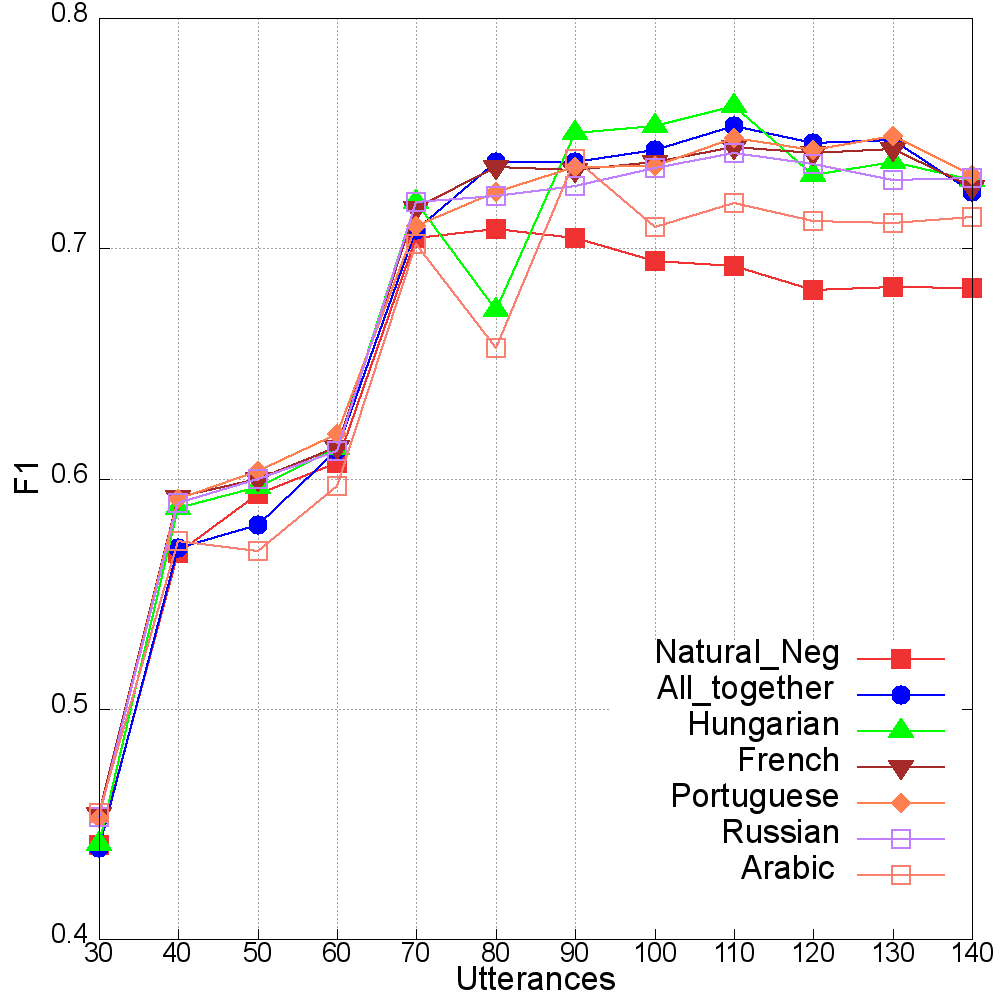 0.8
0.7
0.6
0.5
0.4
F1
Natural_Neg
All_together
Hungarian
French
Portuguese
Russian
Arabic
30 40 50 60 70 80 90 100 110 120 130 140
Utterances